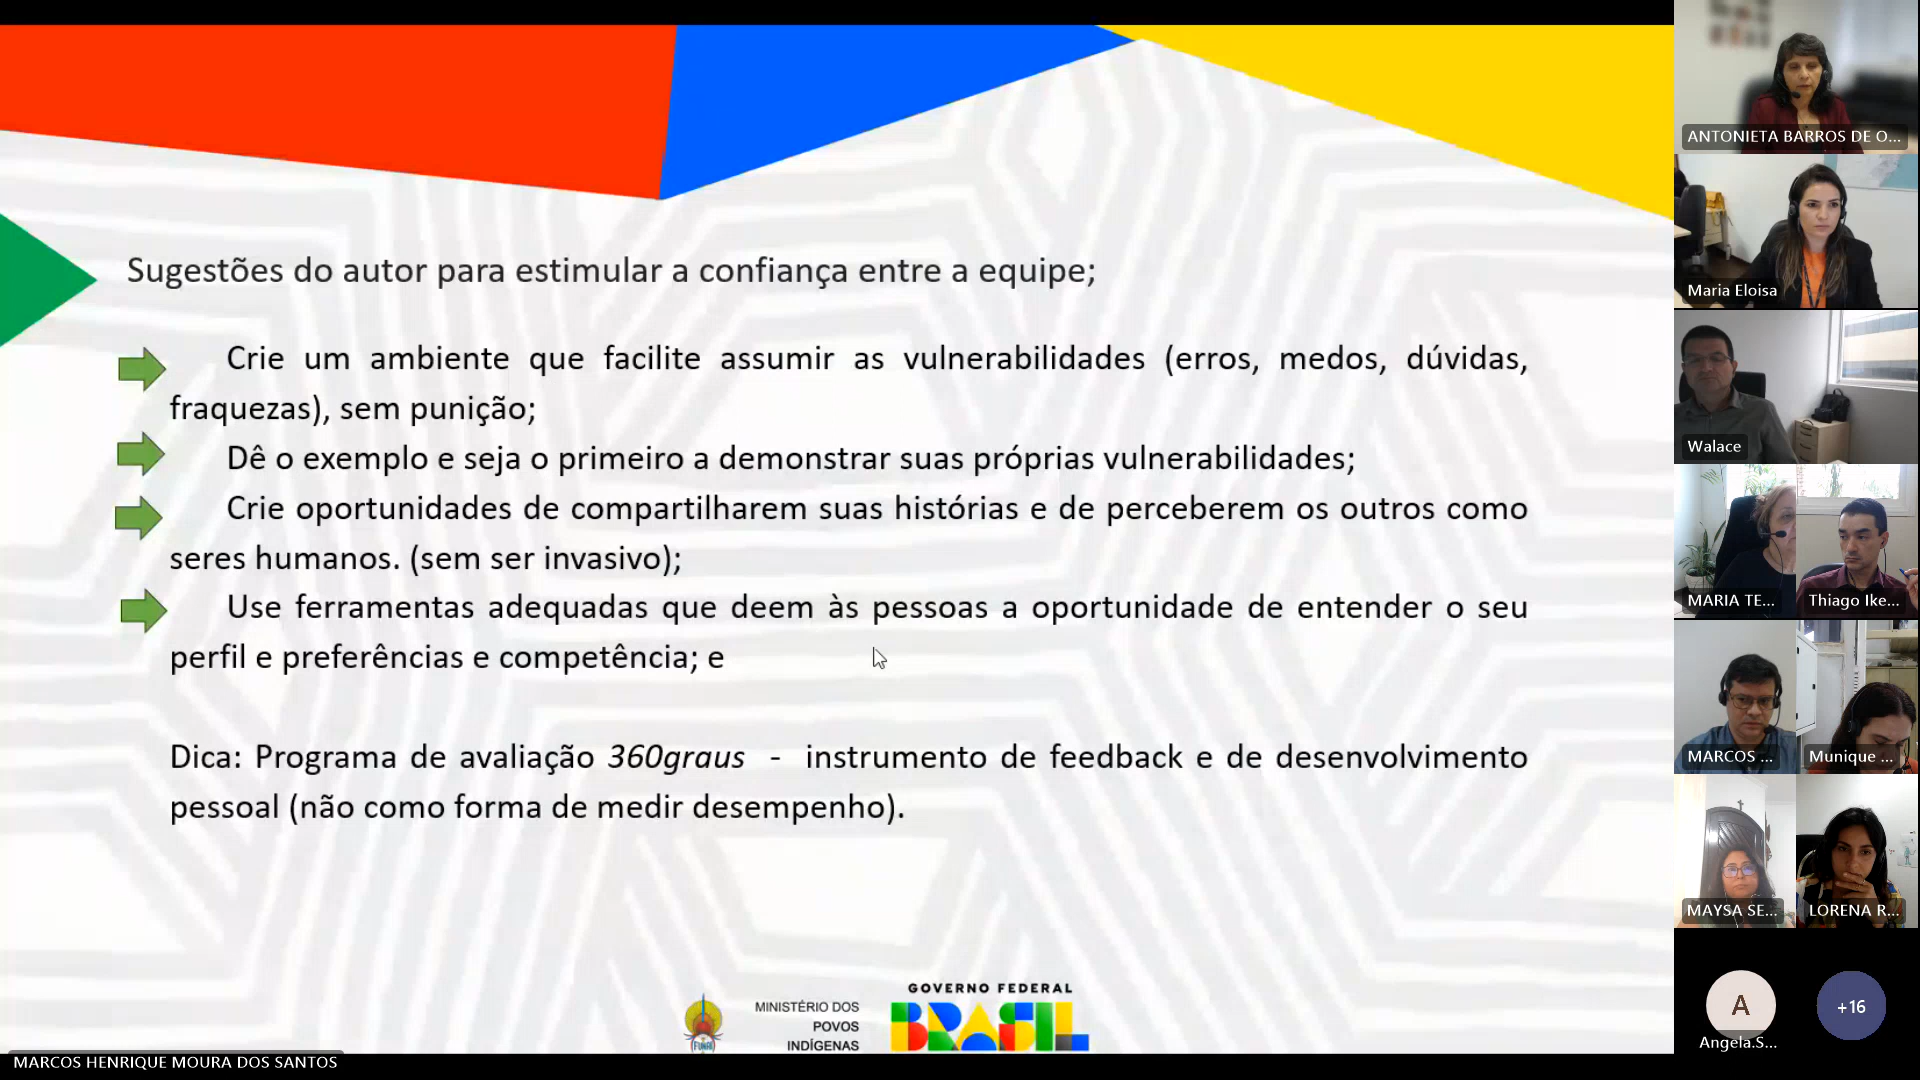 Sugestões do autor para estimular a confiança entre a equipe;
Crie um ambiente que facilite assumir as vulnerabilidades (erros, medos, dúvidas,
fraquezas), sem punição;
Dê o exemplo e seja o primeiro a demonstrar suas próprias vulnerabilidades;
Crie oportunidades de compartilharem suas histórias e de perceberem os outros como
seres humanos. (sem ser invasivo);
Use ferramentas adequadas que deem às pessoas a oportunidade de entender o seu
perfil e preferências e competência; e
Dica: Programa de avaliação 360graus - instrumento de feedback e de desenvolvimento
pessoal (não como forma de medir desempenho).
FUNAI
MINISTÉRIO DOS
POVOS
INDÍGENAS
GOVERNO FEDERAL
BRASIL
MARCOS HENRIQUE MOURA DOS SANTOS
ANTONIETA BARROS DE O...
Maria Eloisa
Walace
MARIA TE...
Thiago Ike...
MARCOS ...
Munique ...
MAYSA SE...
LORENA R...
A
+16
Angela.S...